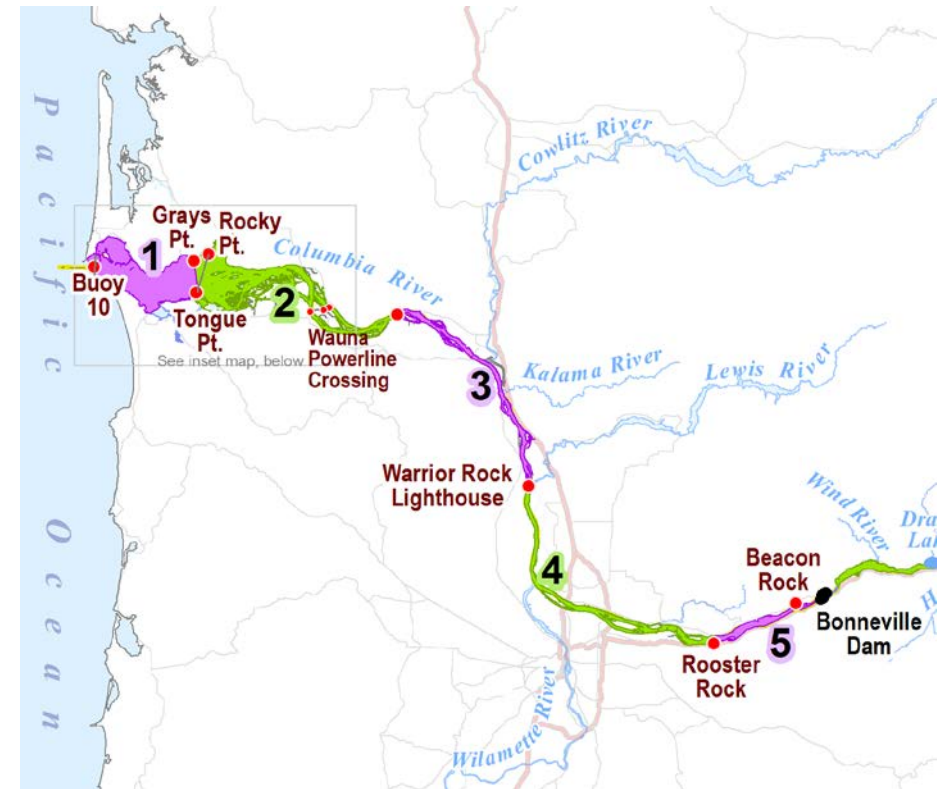 Pacific
Ocean
Cowlitz River
Grays
Pt.
Rocky
Pt.
1
Buoy
10
Tongue
Pt.
2
Columbia River
Wauna
Powerline
Crossing
See inset map, below
3
Kalama River
Lewis River
Warrior Rock
Lighthouse
Wind River
Dra
Lak
4
Beacon
Rock
Bonneville
Dam
H
5
Rooster
Rock
Wilamette River